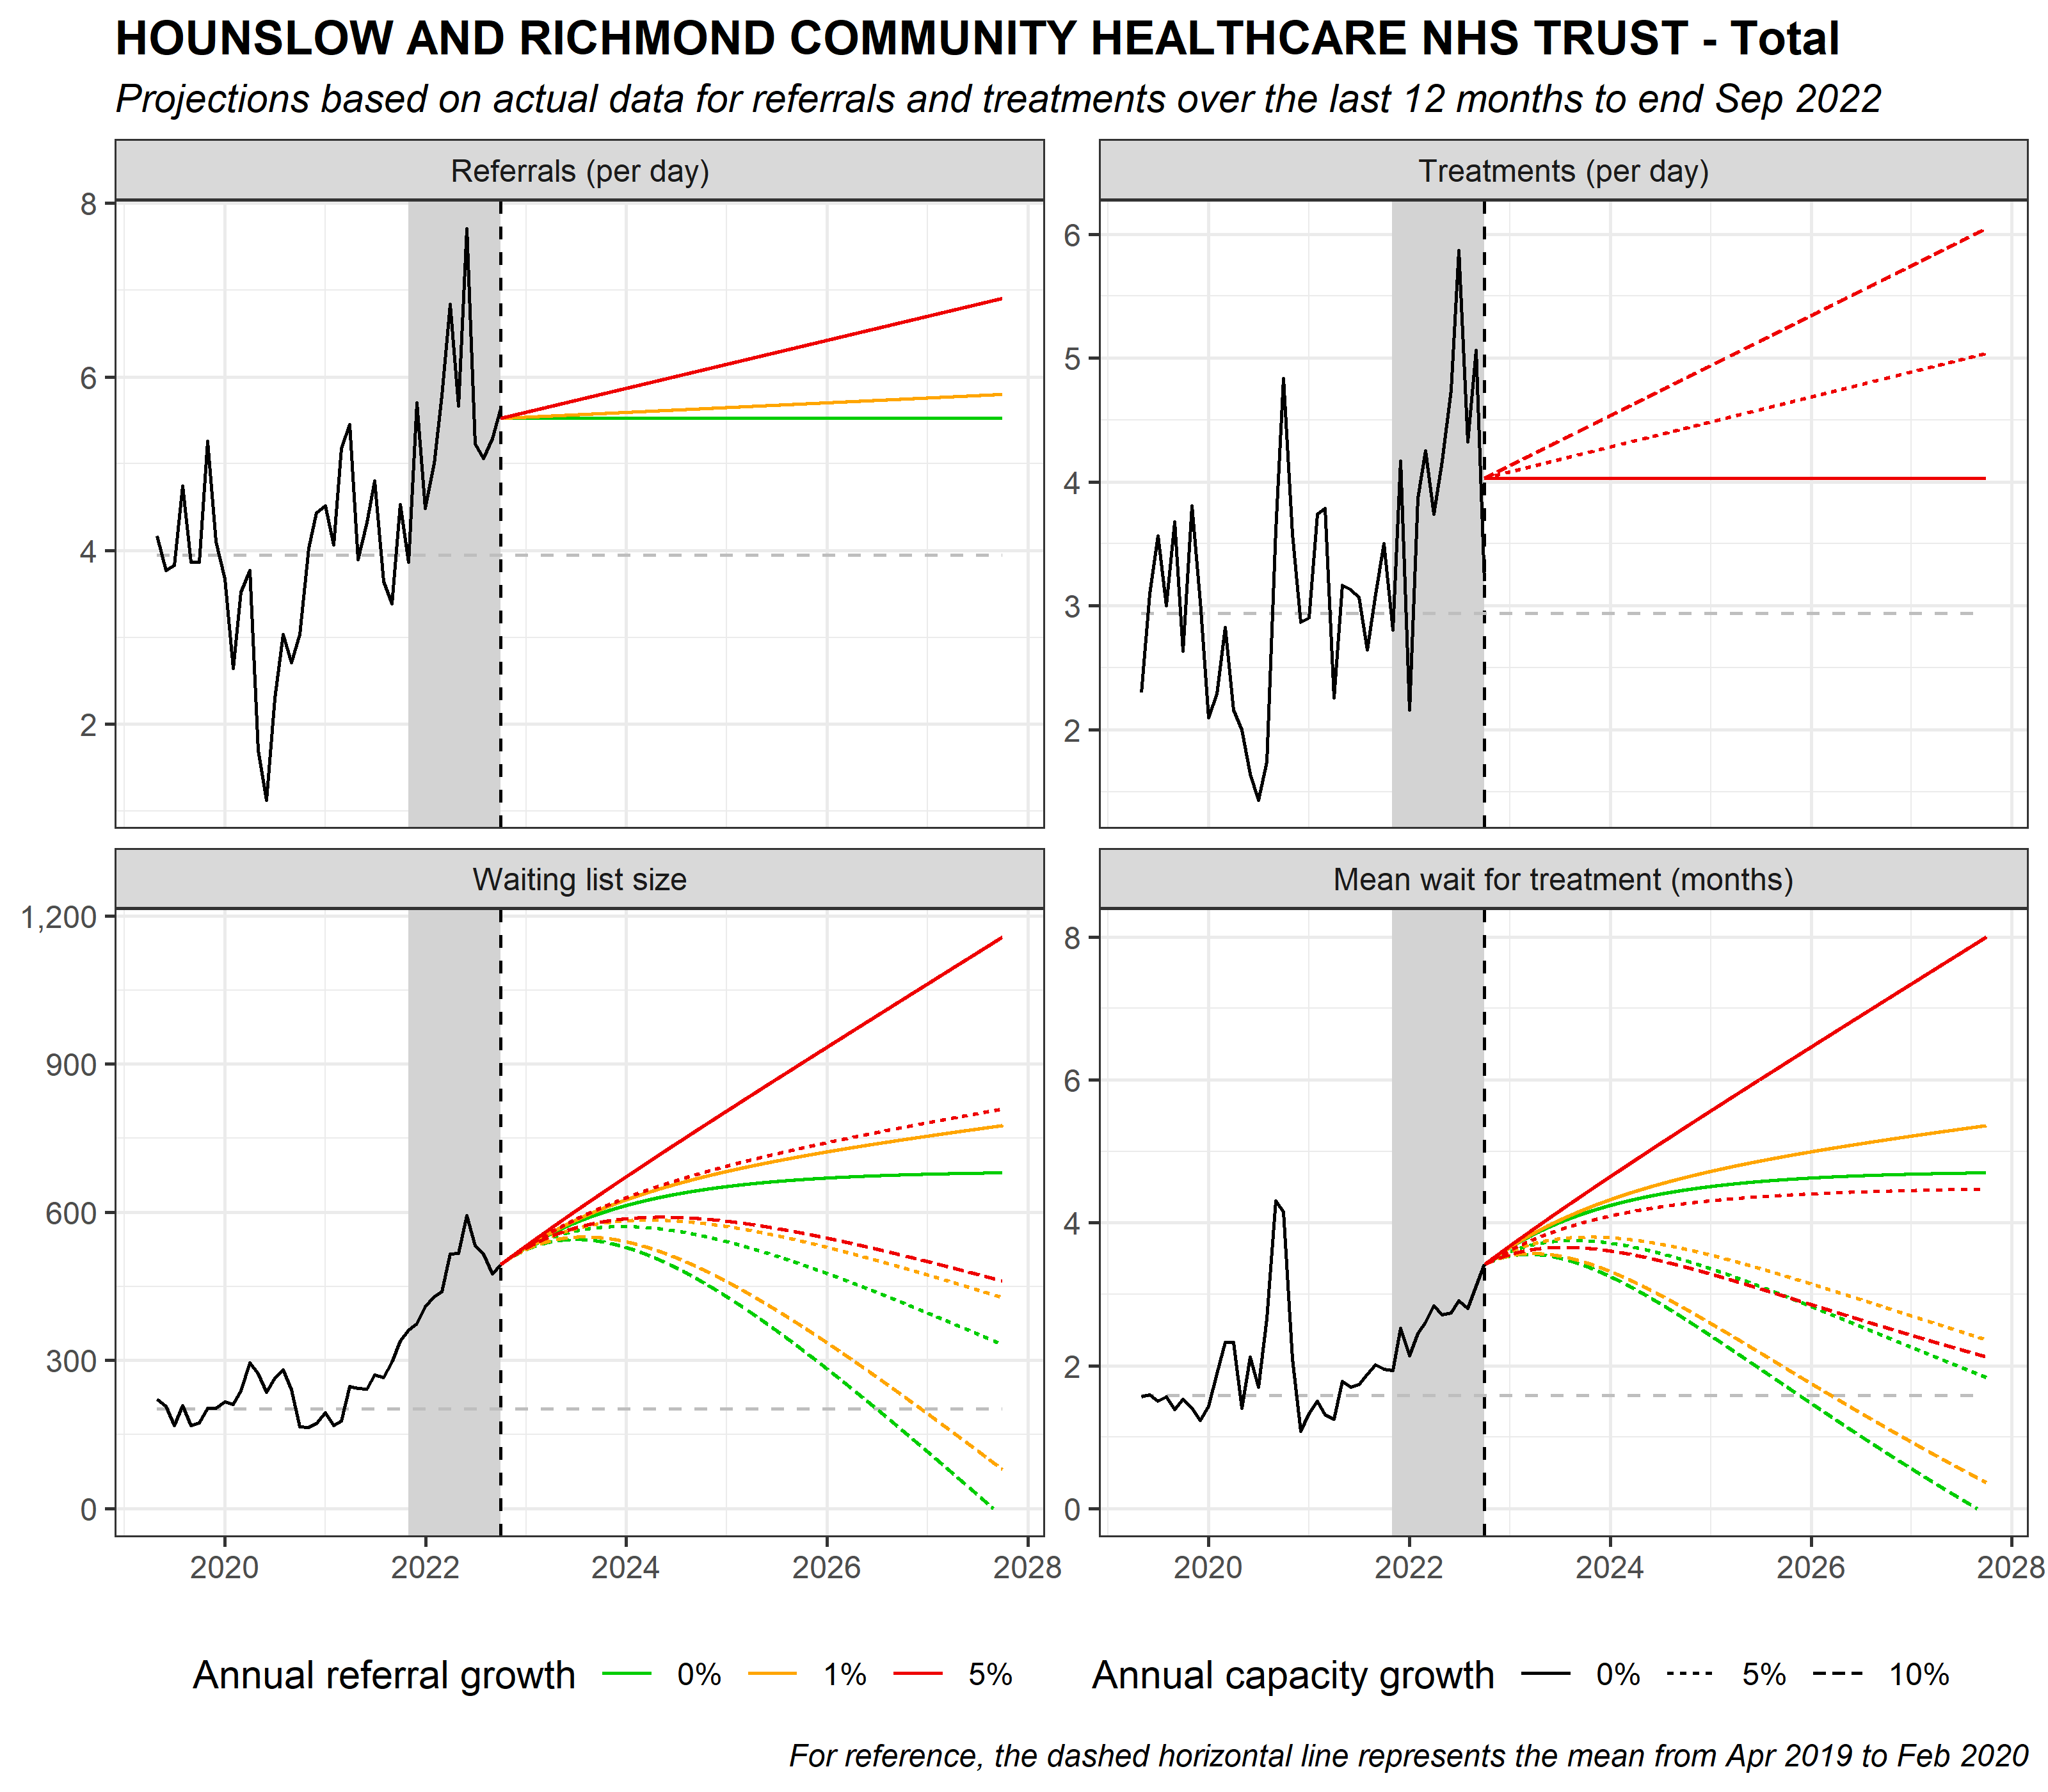 HOUNSLOW AND RICHMOND COMMUNITY HEALTHCARE NHS TRUST - Total
Projections based on actual data for referrals and treatments over the last 12 months to end Sep 2022
Referrals (per day)
8
6
4
2
Treatments (per day)
6
5
4
3
2
Waiting list size
1,200
900
600
300
0
2020 2022 2024 2026 2028
Mean wait for treatment (months)
8
6
4
2
0
2020 2022 2024 2026 2028
Annual referral growth 0% 1% 5%
Annual capacity growth 0% 5% 10%
For reference, the dashed horizontal line represents the mean from Apr 2019 to Feb 2020